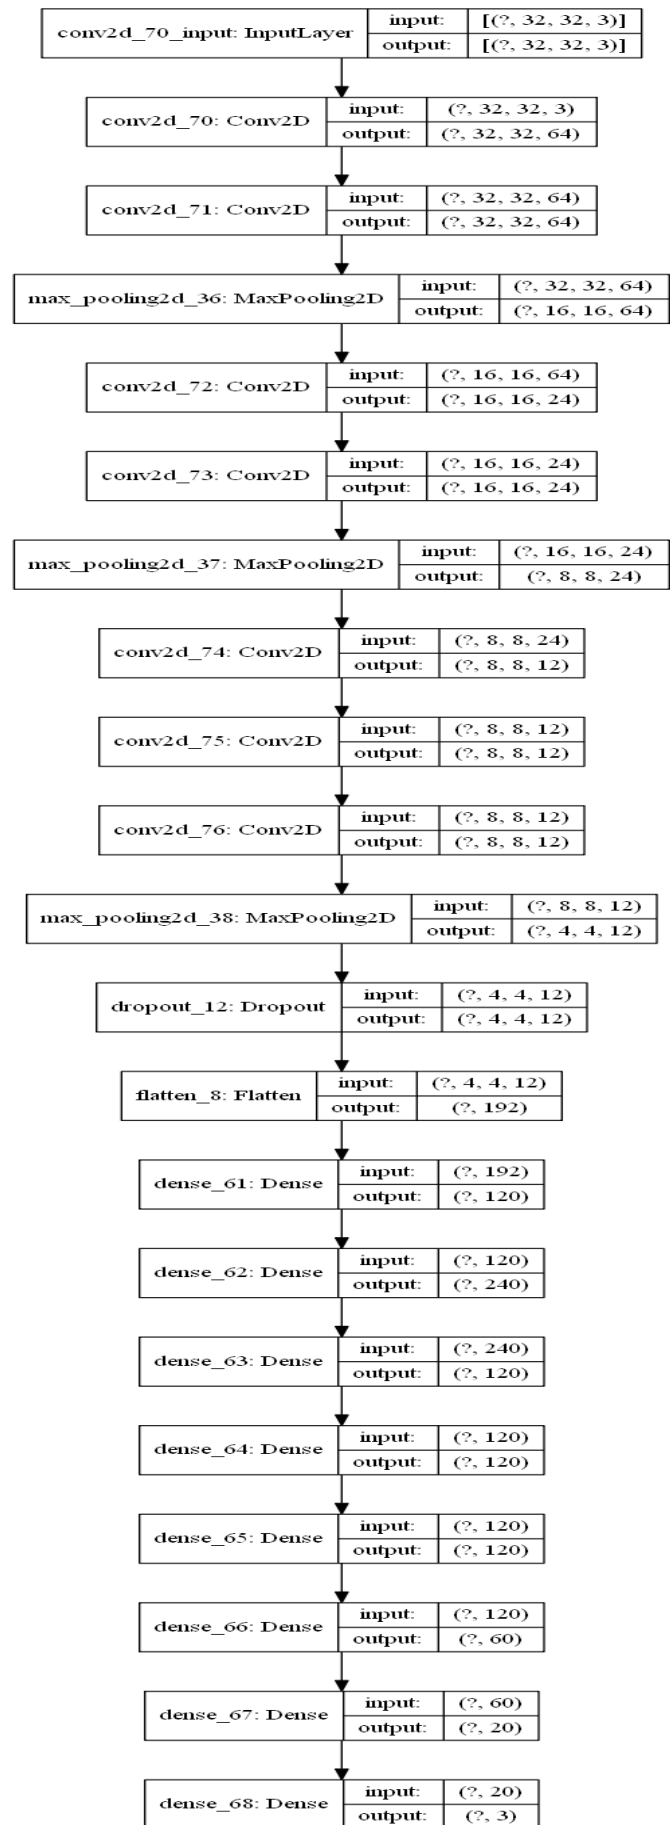 conv2d_70_input: InputLayer input: [(?, 32, 32, 3)]
output: [(?, 32, 32, 3)]
conv2d_70: Conv2D input: (?, 32, 32, 3)
output: (?, 32, 32, 64)
conv2d_71: Conv2D input: (?, 32, 32, 64)
output: (?, 32, 32, 64)
max_pooling2d_36: MaxPooling2D input: (?, 32, 32, 64)
output: (?, 16, 16, 64)
conv2d_72: Conv2D input: (?, 16, 16, 64)
output: (?, 16, 16, 24)
conv2d_73: Conv2D input: (?, 16, 16, 24)
output: (?, 16, 16, 24)
max_pooling2d_37: MaxPooling2D input: (?, 16, 16, 24)
output: (?, 8, 8, 24)
conv2d_74: Conv2D input: (?, 8, 8, 24)
output: (?, 8, 8, 12)
conv2d_75: Conv2D input: (?, 8, 8, 12)
output: (?, 8, 8, 12)
conv2d_76: Conv2D input: (?, 8, 8, 12)
output: (?, 8, 8, 12)
max_pooling2d_38: MaxPooling2D input: (?, 8, 8, 12)
output: (?, 4, 4, 12)
dropout_12: Dropout input: (?, 4, 4, 12)
output: (?, 4, 4, 12)
flatten_8: Flatten input: (?, 4, 4, 12)
output: (?, 192)
dense_61: Dense input: (?, 192)
output: (?, 120)
dense_62: Dense input: (?, 120)
output: (?, 240)
dense_63: Dense input: (?, 240)
output: (?, 120)
dense_64: Dense input: (?, 120)
output: (?, 120)
dense_65: Dense input: (?, 120)
output: (?, 120)
dense_66: Dense input: (?, 120)
output: (?, 60)
dense_67: Dense input: (?, 60)
output: (?, 20)
dense_68: Dense input: (?, 20)
output: (?, 3)